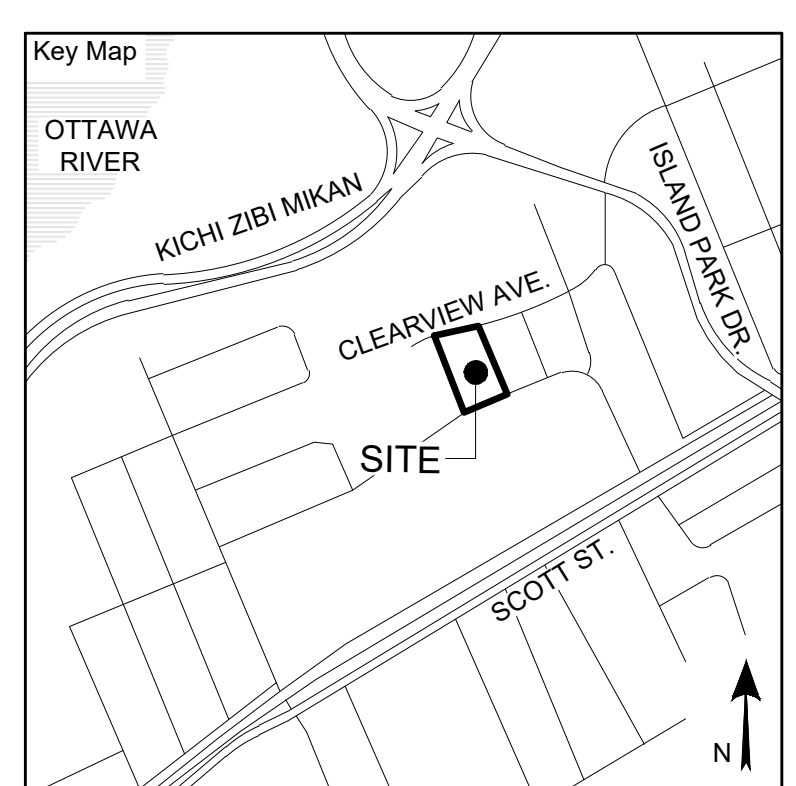 Key Map
OTTAWA
RIVER
KICHI ZIBI MIKAN
ISLAND PARK DR.
CLEARVIEW AVE.
SITE
SCOTT ST.
N